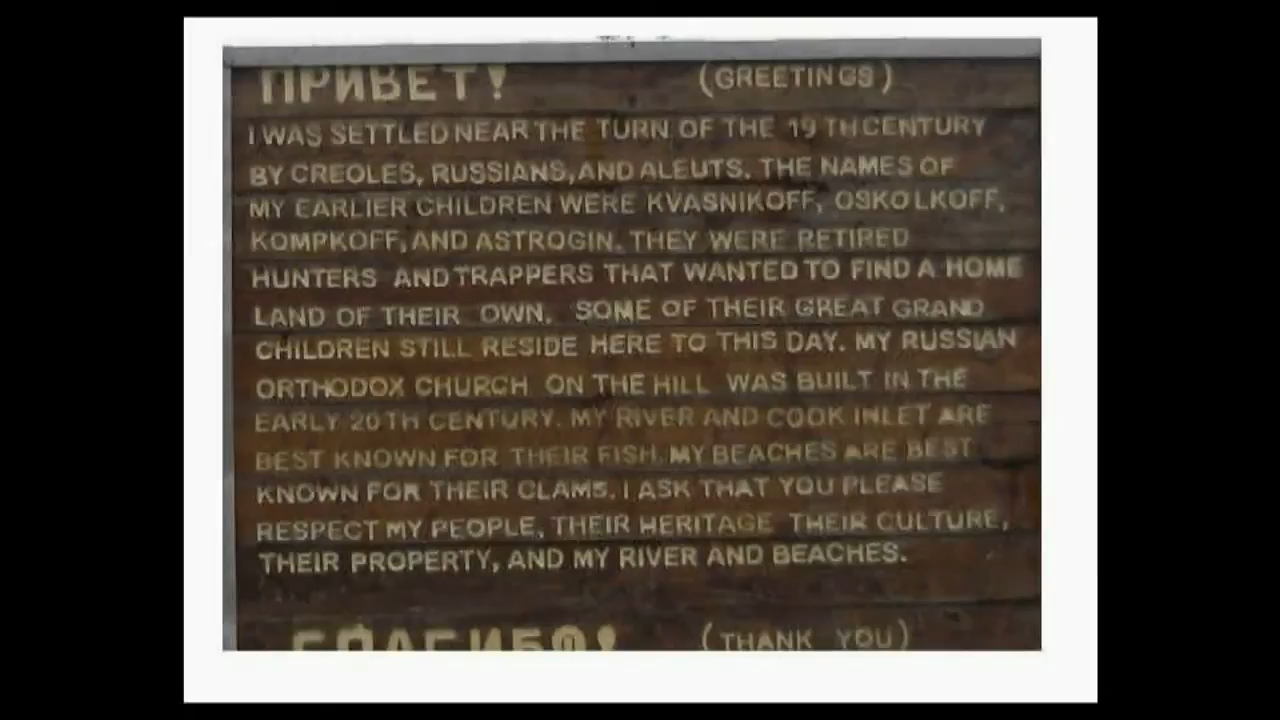 ПРИВЕТ! (GREETINGS)
I WAS SETTLED NEAR THE TURN OF THE 19TH CENTURY
BY CREOLES, RUSSIANS, AND ALEUTS. THE NAMES OF
MY EARLIER CHILDREN WERE KVASNIKOFF, OSKOLKOFF,
KOMPKOFF, AND ASTROGIN. THEY WERE RETIRED
HUNTERS AND TRAPPERS THAT WANTED TO FIND A HOME
LAND OF THEIR OWN. SOME OF THEIR GREAT GRAND
CHILDREN STILL RESIDE HERE TO THIS DAY. MY RUSSIAN
ORTHODOX CHURCH ON THE HILL WAS BUILT IN THE
EARLY 20TH CENTURY. MY RIVER AND COOK INLET ARE
BEST KNOWN FOR THEIR FISH. MY BEACHES ARE BEST
KNOWN FOR THEIR CLAMS. I ASK THAT YOU PLEASE
RESPECT MY PEOPLE, THEIR HERITAGE THEIR CULTURE,
THEIR PROPERTY, AND MY RIVER AND BEACHES.
СПАСИБО! (THANK YOU)